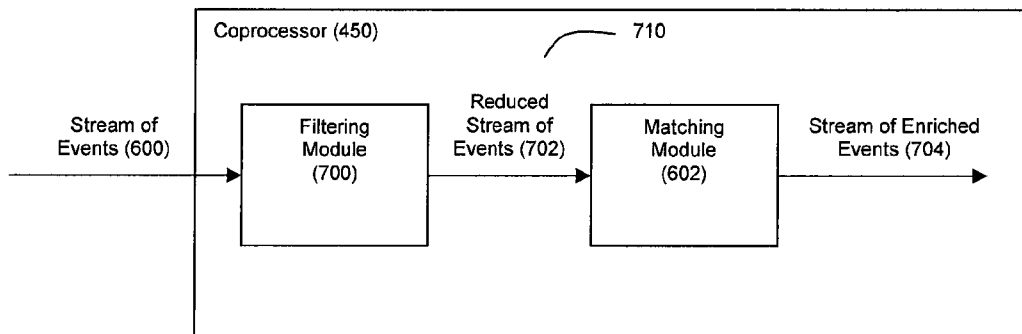 Coprocessor (450)
710
Stream of
Events (600)
Filtering
Module
(700)
Reduced
Stream of
Events (702)
Matching
Module
(602)
Stream of Enriched
Events (704)